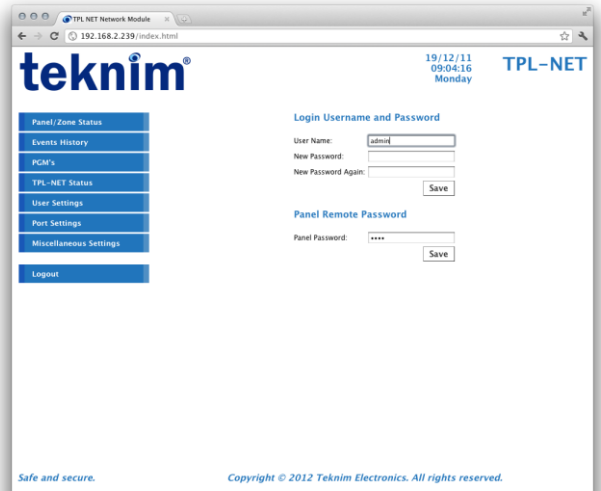 TPL NET Network Module
192.168.2.239/index.html
teknim
19/12/11
09:04:16
Monday
TPL-NET
Panel/Zone Status
Events History
PGM's
TPL-NET Status
User Settings
Port Settings
Miscellaneous Settings
Logout
Login Username and Password
User Name: admin
New Password:
New Password Again:
Save
Panel Remote Password
Panel Password: ••••
Save
Safe and secure.
Copyright © 2012 Teknim Electronics. All rights reserved.